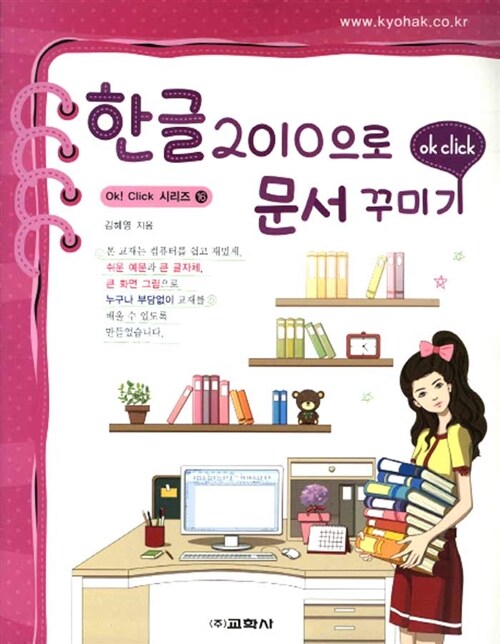 www.kyohak.co.kr
한글 2010으로
ok click
문서 꾸미기
Ok! Click 시리즈 16
김혜영 지음
본 교재는 컴퓨터를 쉽고 재밌게,
쉬운 예문과 큰 글자체,
큰 화면 그림으로
누구나 부담없이 교재를
배울 수 있도록
만들었습니다.
(주)교학사